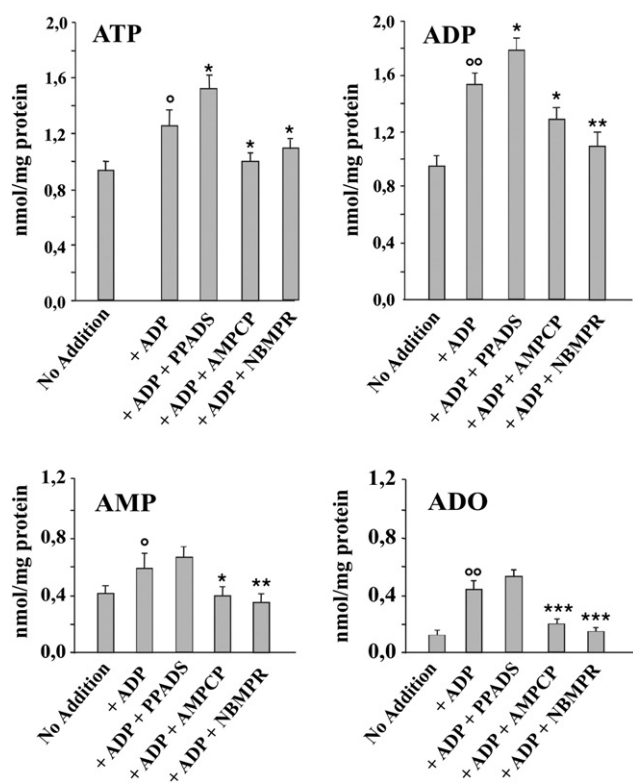 ATP
nmol/mg protein
2,0
1,6
1,2
0,8
0,4
0,0
°
*
*
*
No Addition
+ ADP
+ ADP + PPADS
+ ADP + AMPCP
+ ADP + NBMPR
ADP
nmol/mg protein
2,0
1,6
1,2
0,8
0,4
0,0
°°
*
*
**
No Addition
+ ADP
+ ADP + PPADS
+ ADP + AMPCP
+ ADP + NBMPR
AMP
nmol/mg protein
1,2
0,8
0,4
0,0
°
*
**
No Addition
+ ADP
+ ADP + PPADS
+ ADP + AMPCP
+ ADP + NBMPR
ADO
nmol/mg protein
1,2
0,8
0,4
0,0
°°
***
***
No Addition
+ ADP
+ ADP + PPADS
+ ADP + AMPCP
+ ADP + NBMPR